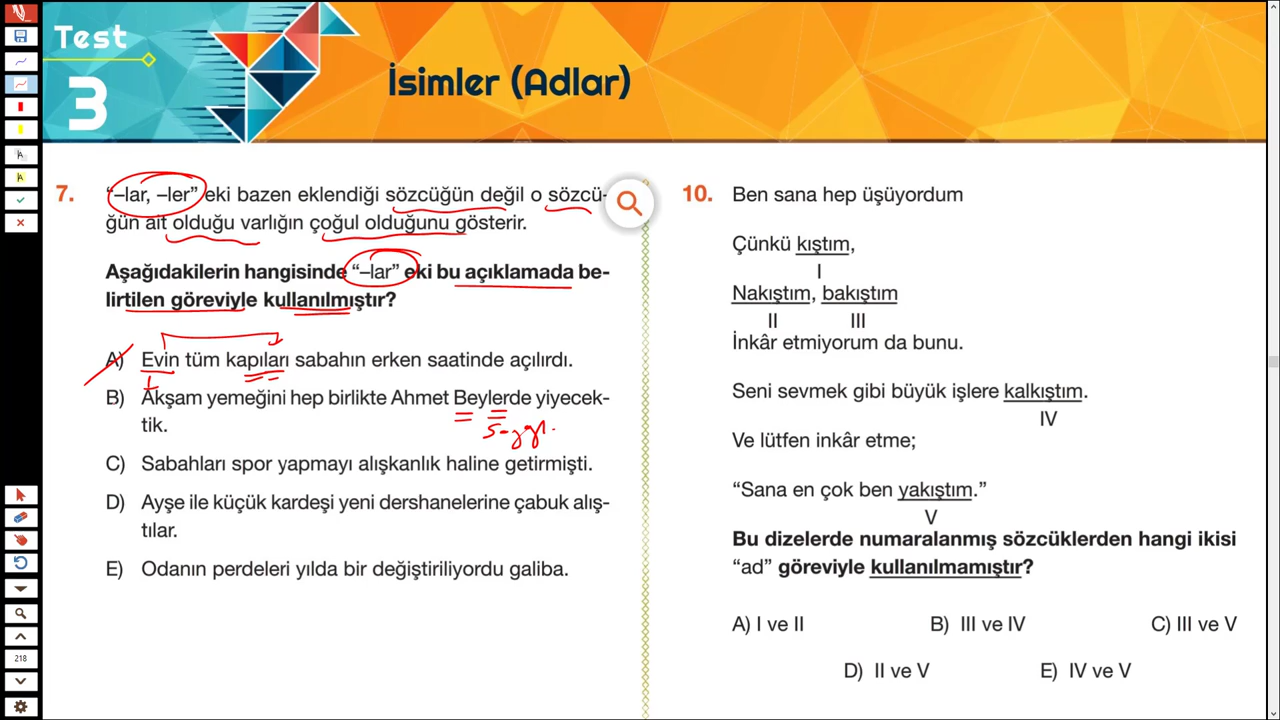 Test
3
İsimler (Adlar)
7. “–lar, –ler” eki bazen eklendiği sözcüğün değil o sözcü-
ğün ait olduğu varlığın çoğul olduğunu gösterir.
Aşağıdakilerin hangisinde “–lar” eki bu açıklamada be-
lirtilen göreviyle kullanılmıştır?
A) Evin tüm kapıları sabahın erken saatinde açılırdı.
B) Akşam yemeğini hep birlikte Ahmet Beylerde yiyecek-
tik.
C) Sabahları spor yapmayı alışkanlık haline getirmişti.
D) Ayşe ile küçük kardeşi yeni dershanelerine çabuk alış-
tılar.
E) Odanın perdeleri yılda bir değiştiriliyordu galiba.
10. Ben sana hep üşüyordum
Çünkü kıştım,
I
Nakıştım, bakıştım
II III
İnkâr etmiyorum da bunu.
Seni sevmek gibi büyük işlere kalkıştım.
IV
Ve lütfen inkâr etme;
“Sana en çok ben yakıştım.”
V
Bu dizelerde numaralanmış sözcüklerden hangi ikisi
“ad” göreviyle kullanılmamıştır?
A) I ve II B) III ve IV C) III ve V
D) II ve V E) IV ve V
218